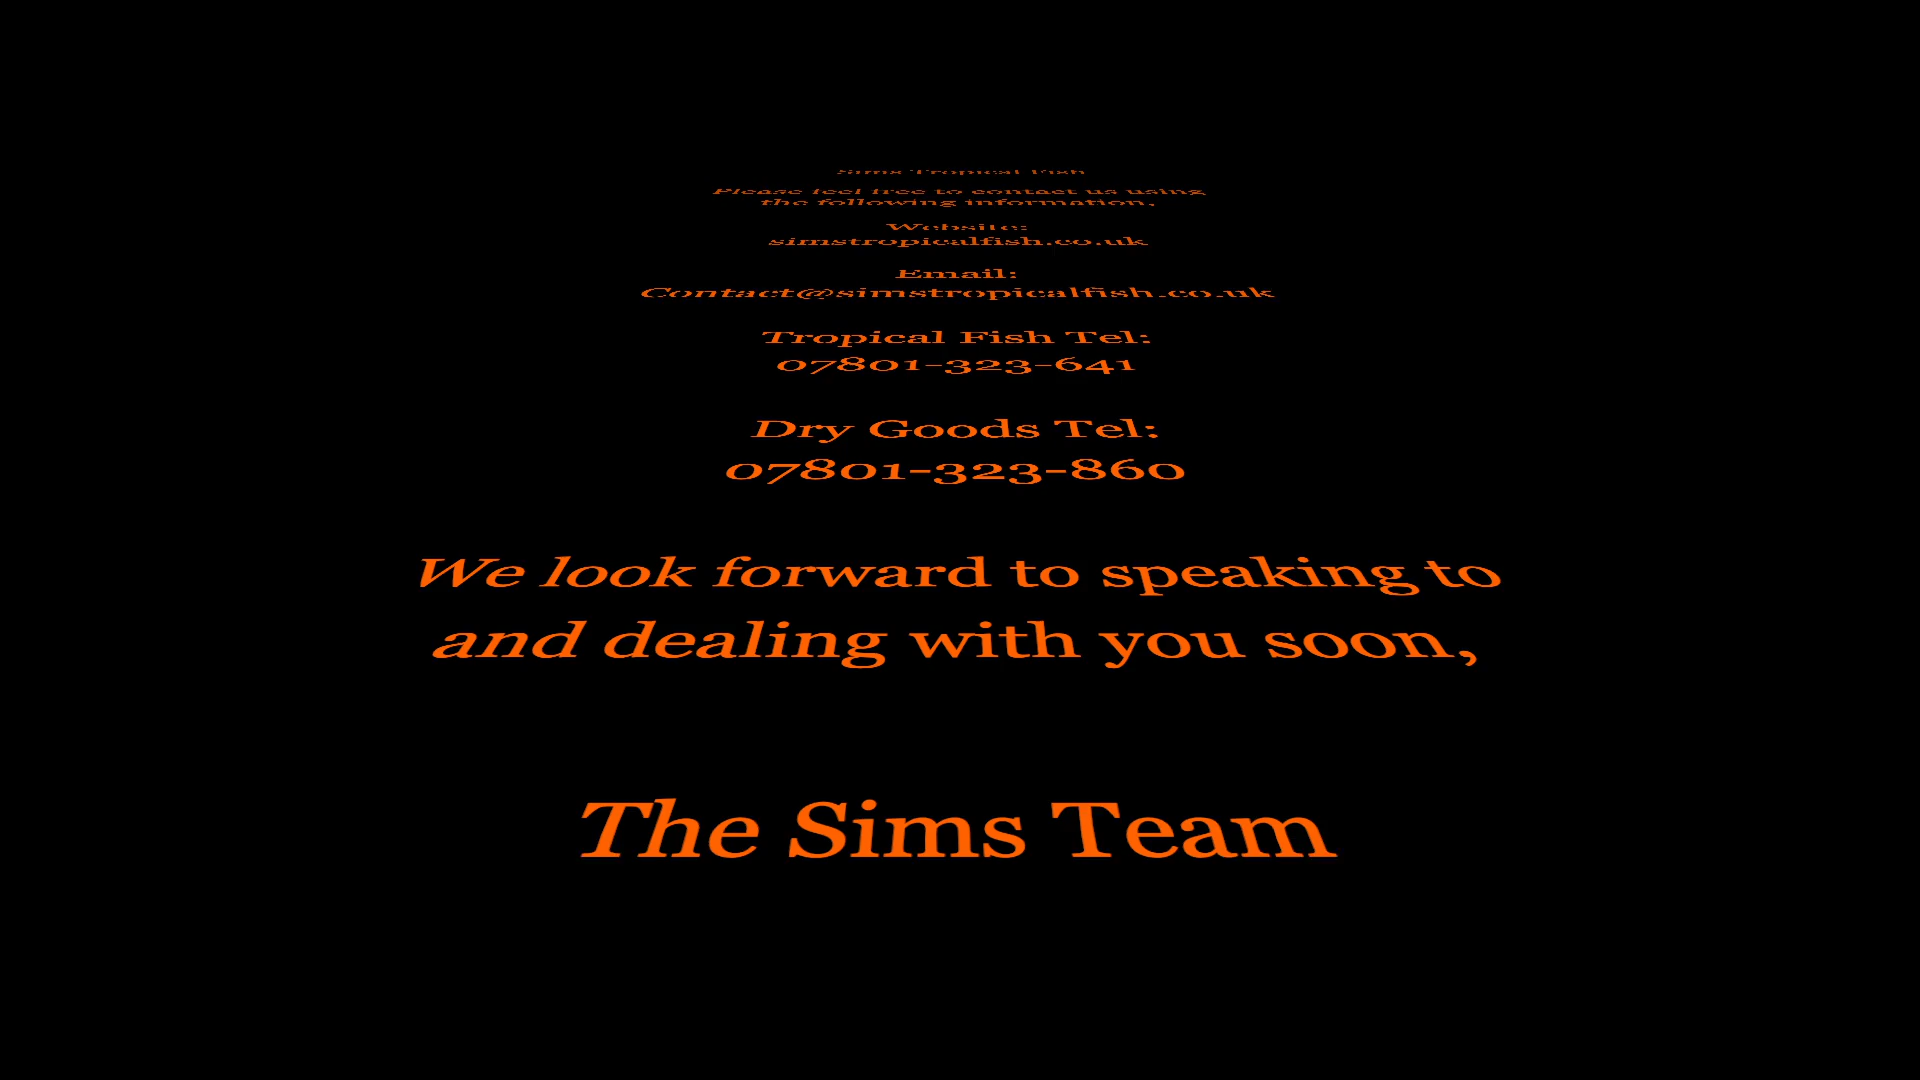 Sims Tropical Fish
Please feel free to contact us using
the following information,
Website:
simstropicalfish.co.uk
Email:
Contact@simstropicalfish.co.uk
Tropical Fish Tel:
07801-323-641
Dry Goods Tel:
07801-323-860
We look forward to speaking to
and dealing with you soon,
The Sims Team